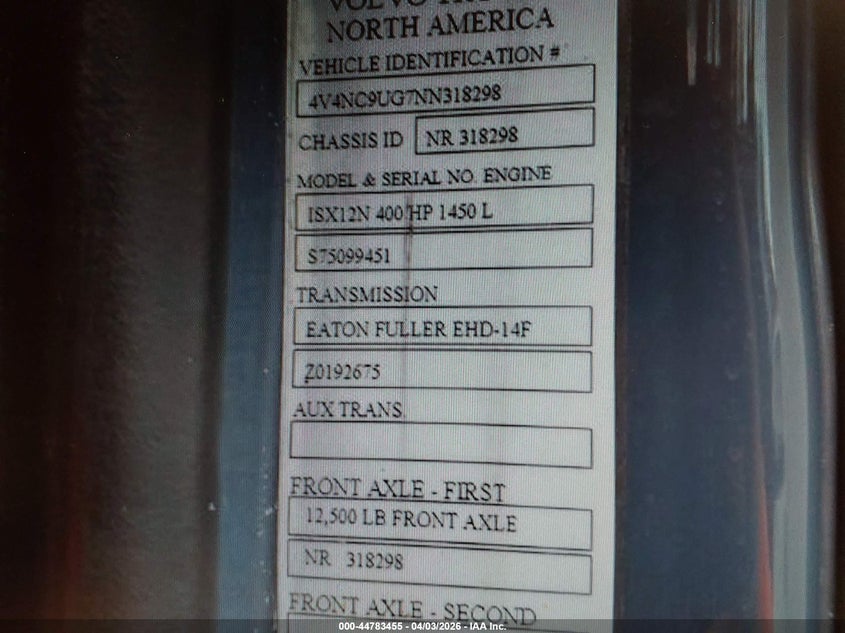 NORTH AMERICA
VEHICLE IDENTIFICATION #
4V4NC9UG7NN318298
CHASSIS ID NR 318298
MODEL & SERIAL NO. ENGINE
ISX12N 400 HP 1450 L
S75099451
TRANSMISSION
EATON FULLER EHD-14F
Z0192675
AUX TRANS
FRONT AXLE - FIRST
12,500 LB FRONT AXLE
NR 318298
FRONT AXLE - SECOND
000-44783455 - 04/03/2026 - IAA Inc.